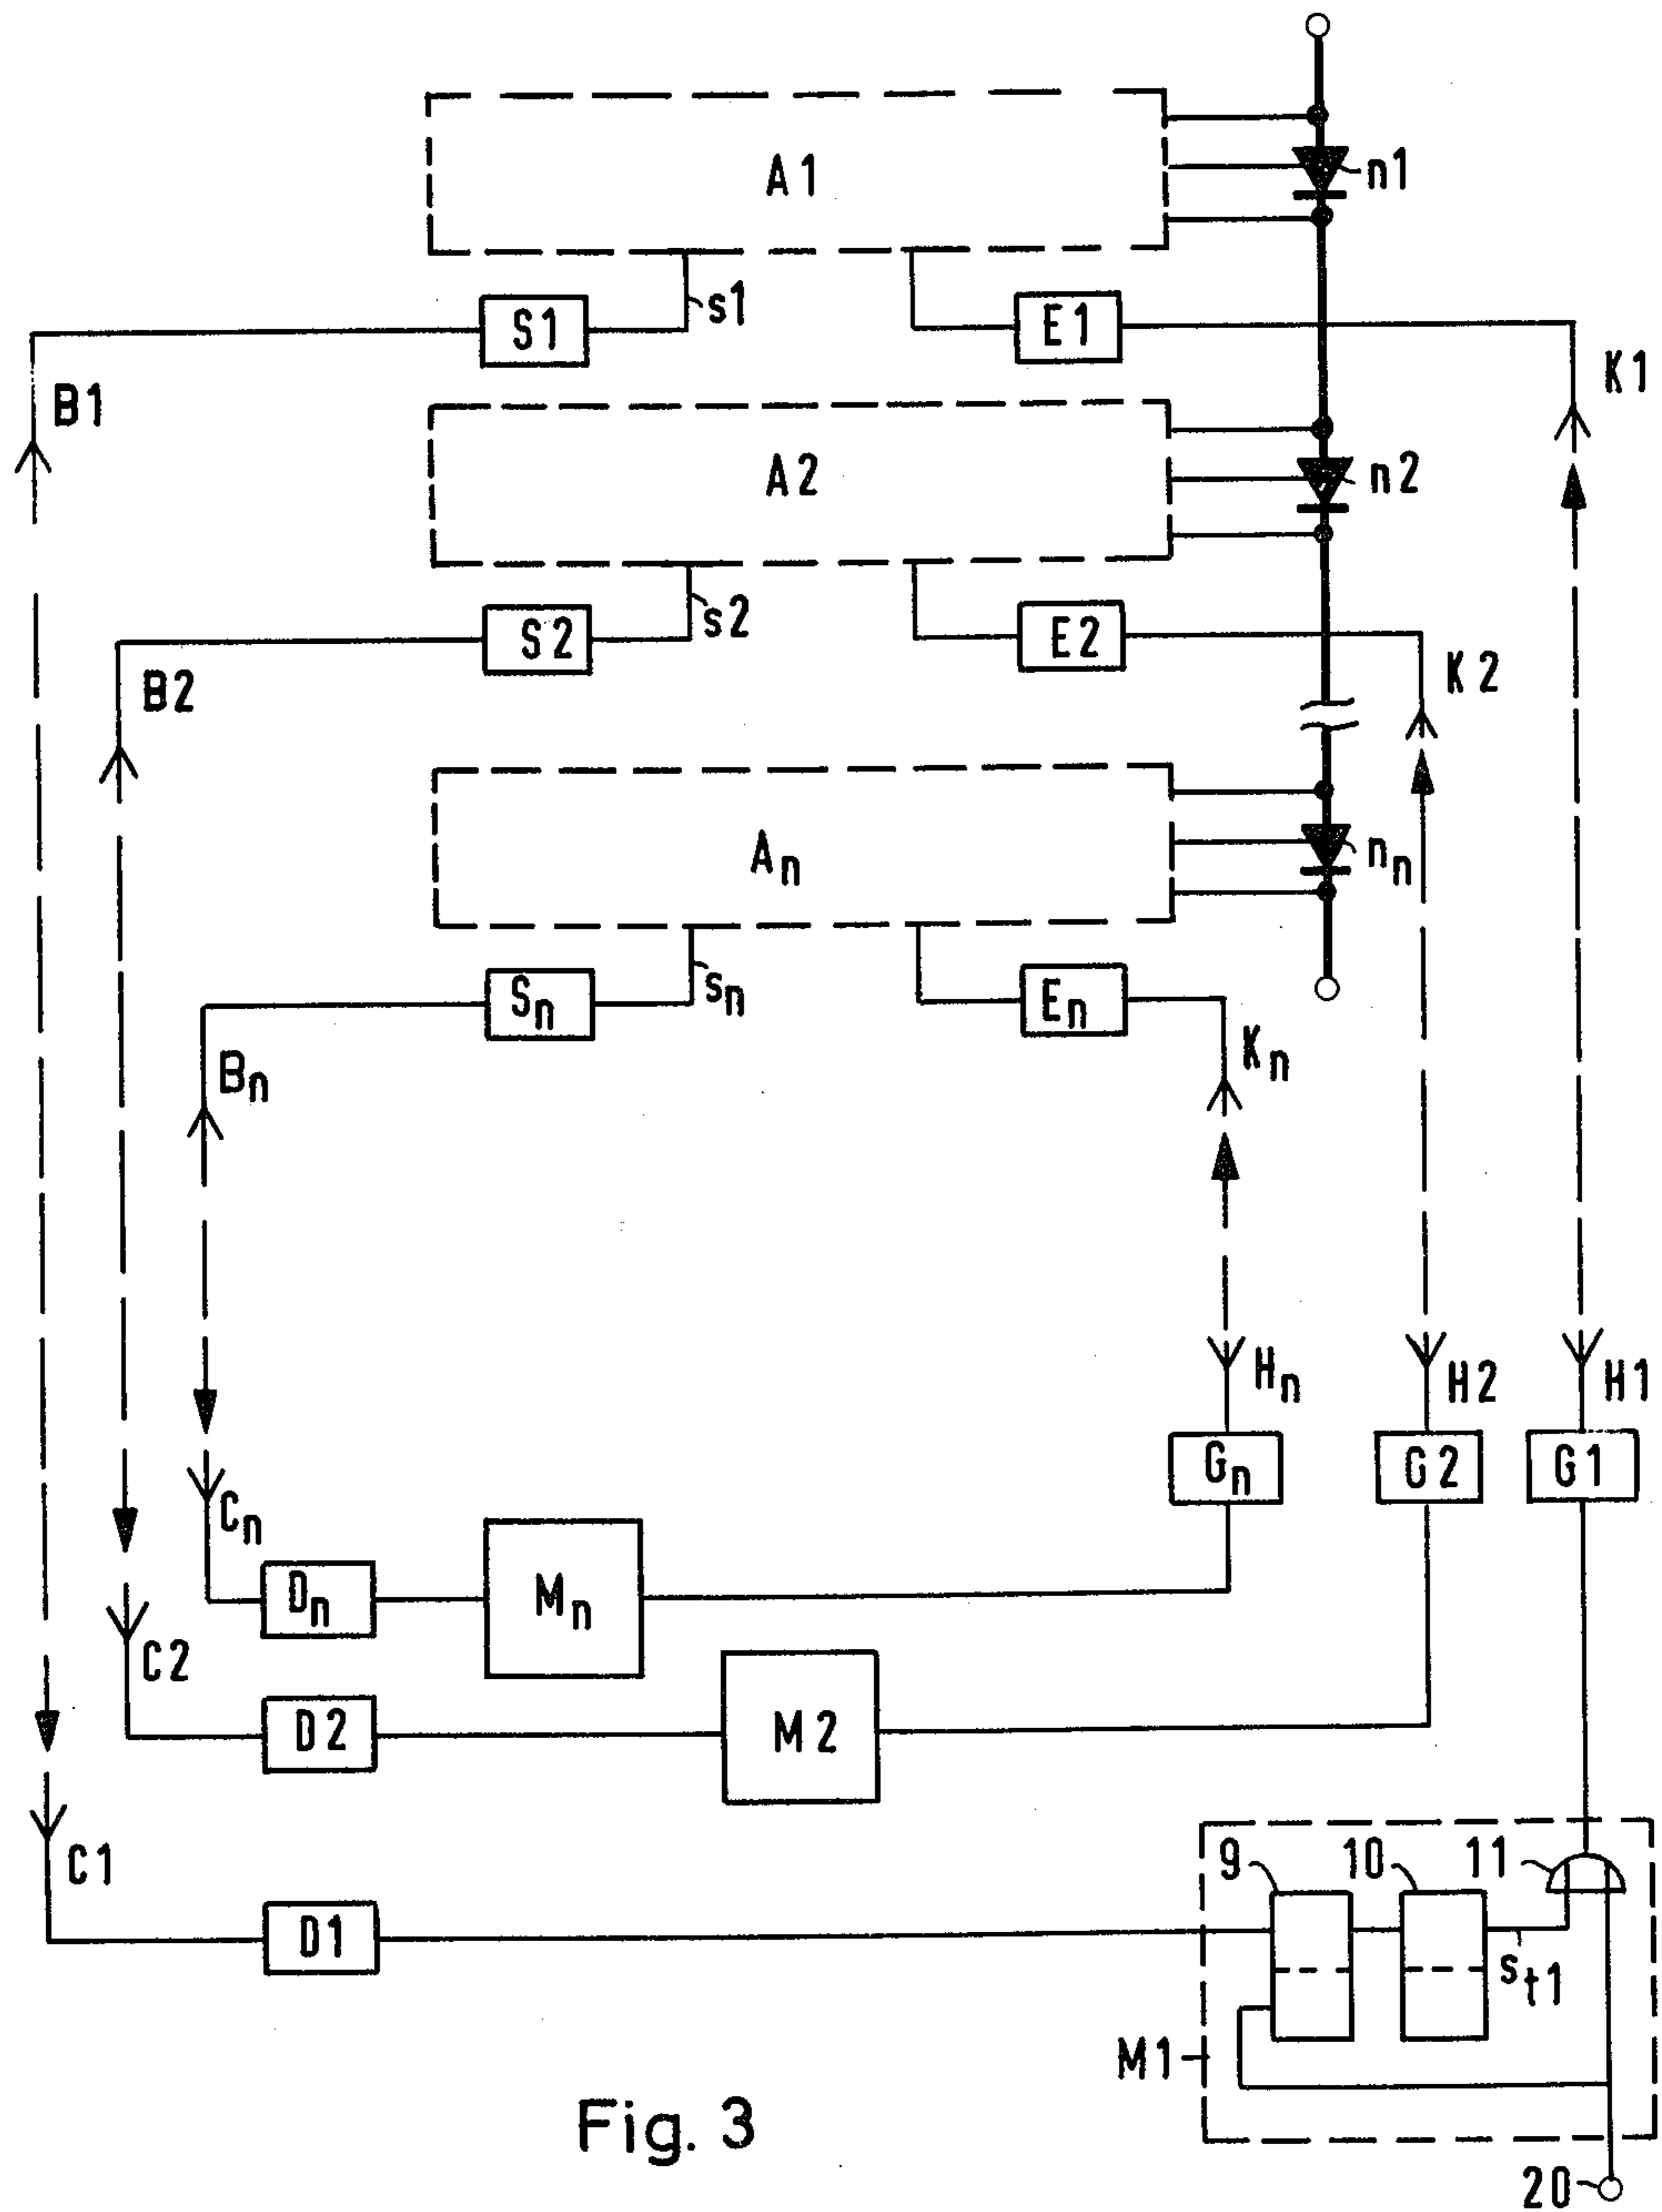 A1
n1
s1
S1
E1
K1
B1
A2
n2
s2
S2
E2
K2
B2
An
nn
sn
Sn
En
Kn
Bn
Hn
H2
H1
Gn
G2
G1
Cn
Dn
Mn
C2
D2
M2
C1
9
10
11
D1
st1
M1
Fig. 3
20